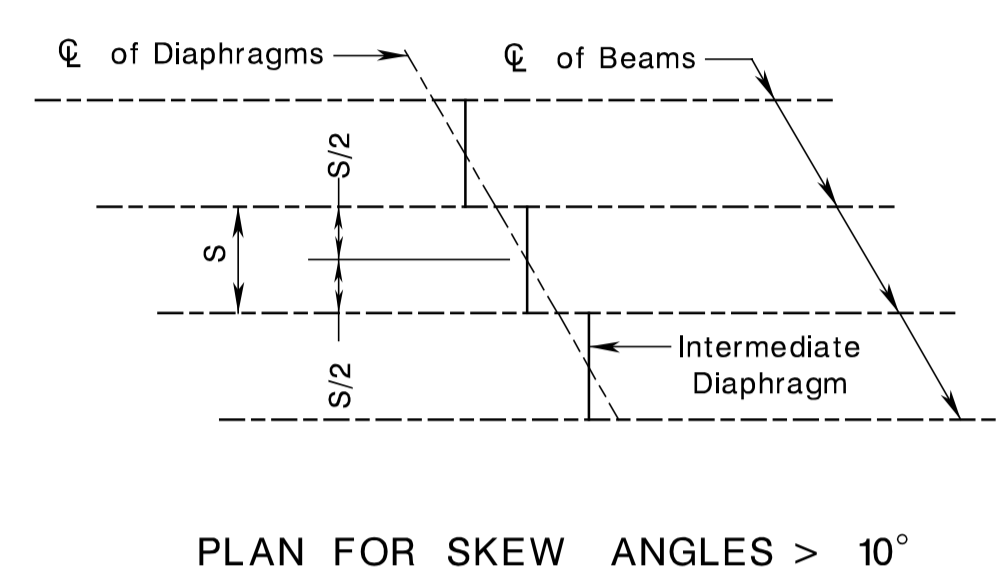 ℄ of Diaphragms
℄ of Beams
S/2
S
S/2
Intermediate
Diaphragm
PLAN FOR SKEW ANGLES > 10°